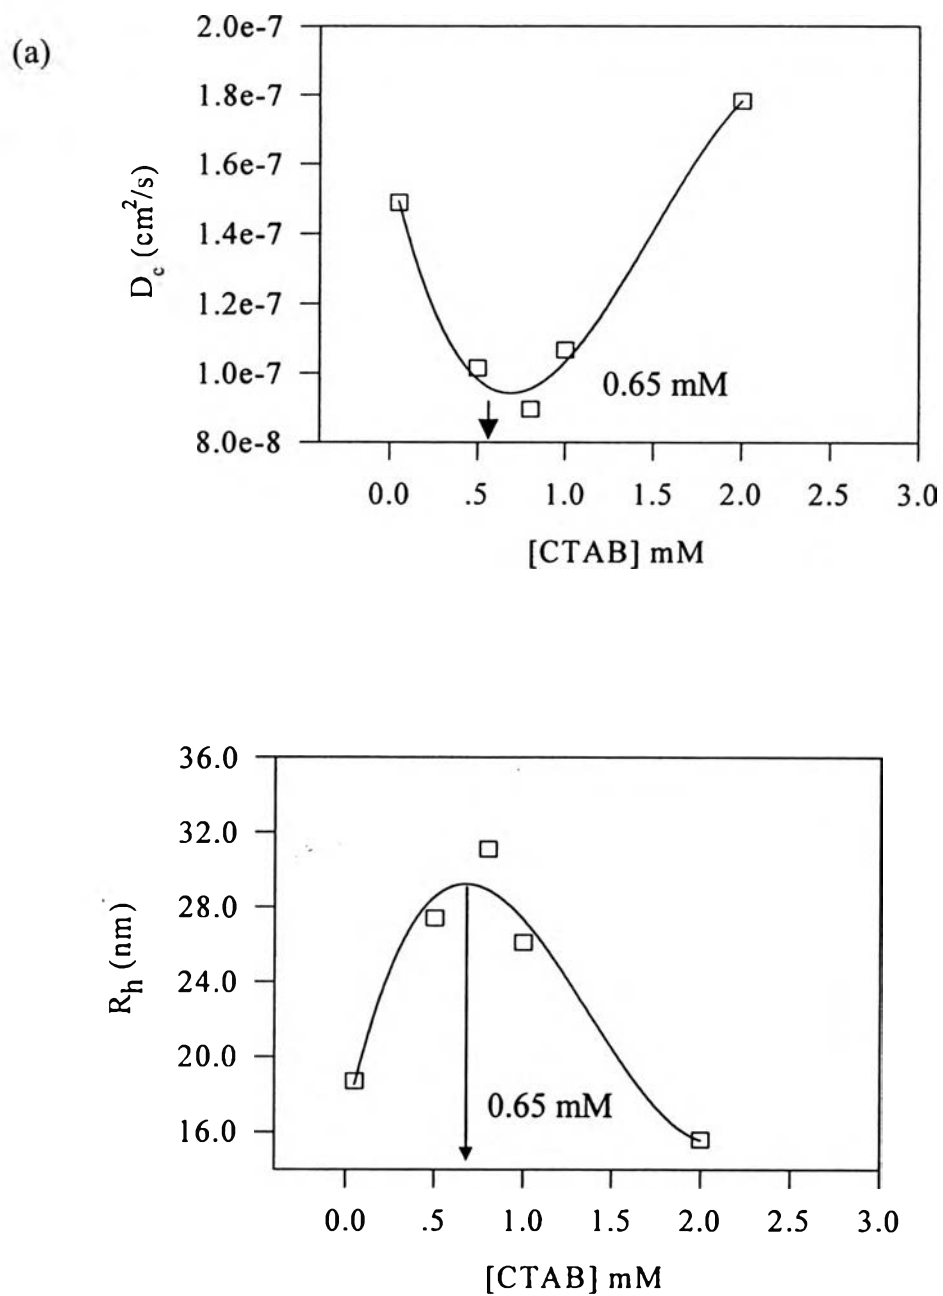 (a)
2.0e-7
1.8e-7
1.6e-7
1.4e-7
1.2e-7
1.0e-7
8.0e-8
D_c (cm²/s)
0.65 mM
0.0 .5 1.0 1.5 2.0 2.5 3.0
[CTAB] mM
36.0
32.0
28.0
24.0
20.0
16.0
R_h (nm)
0.65 mM
0.0 .5 1.0 1.5 2.0 2.5 3.0
[CTAB] mM